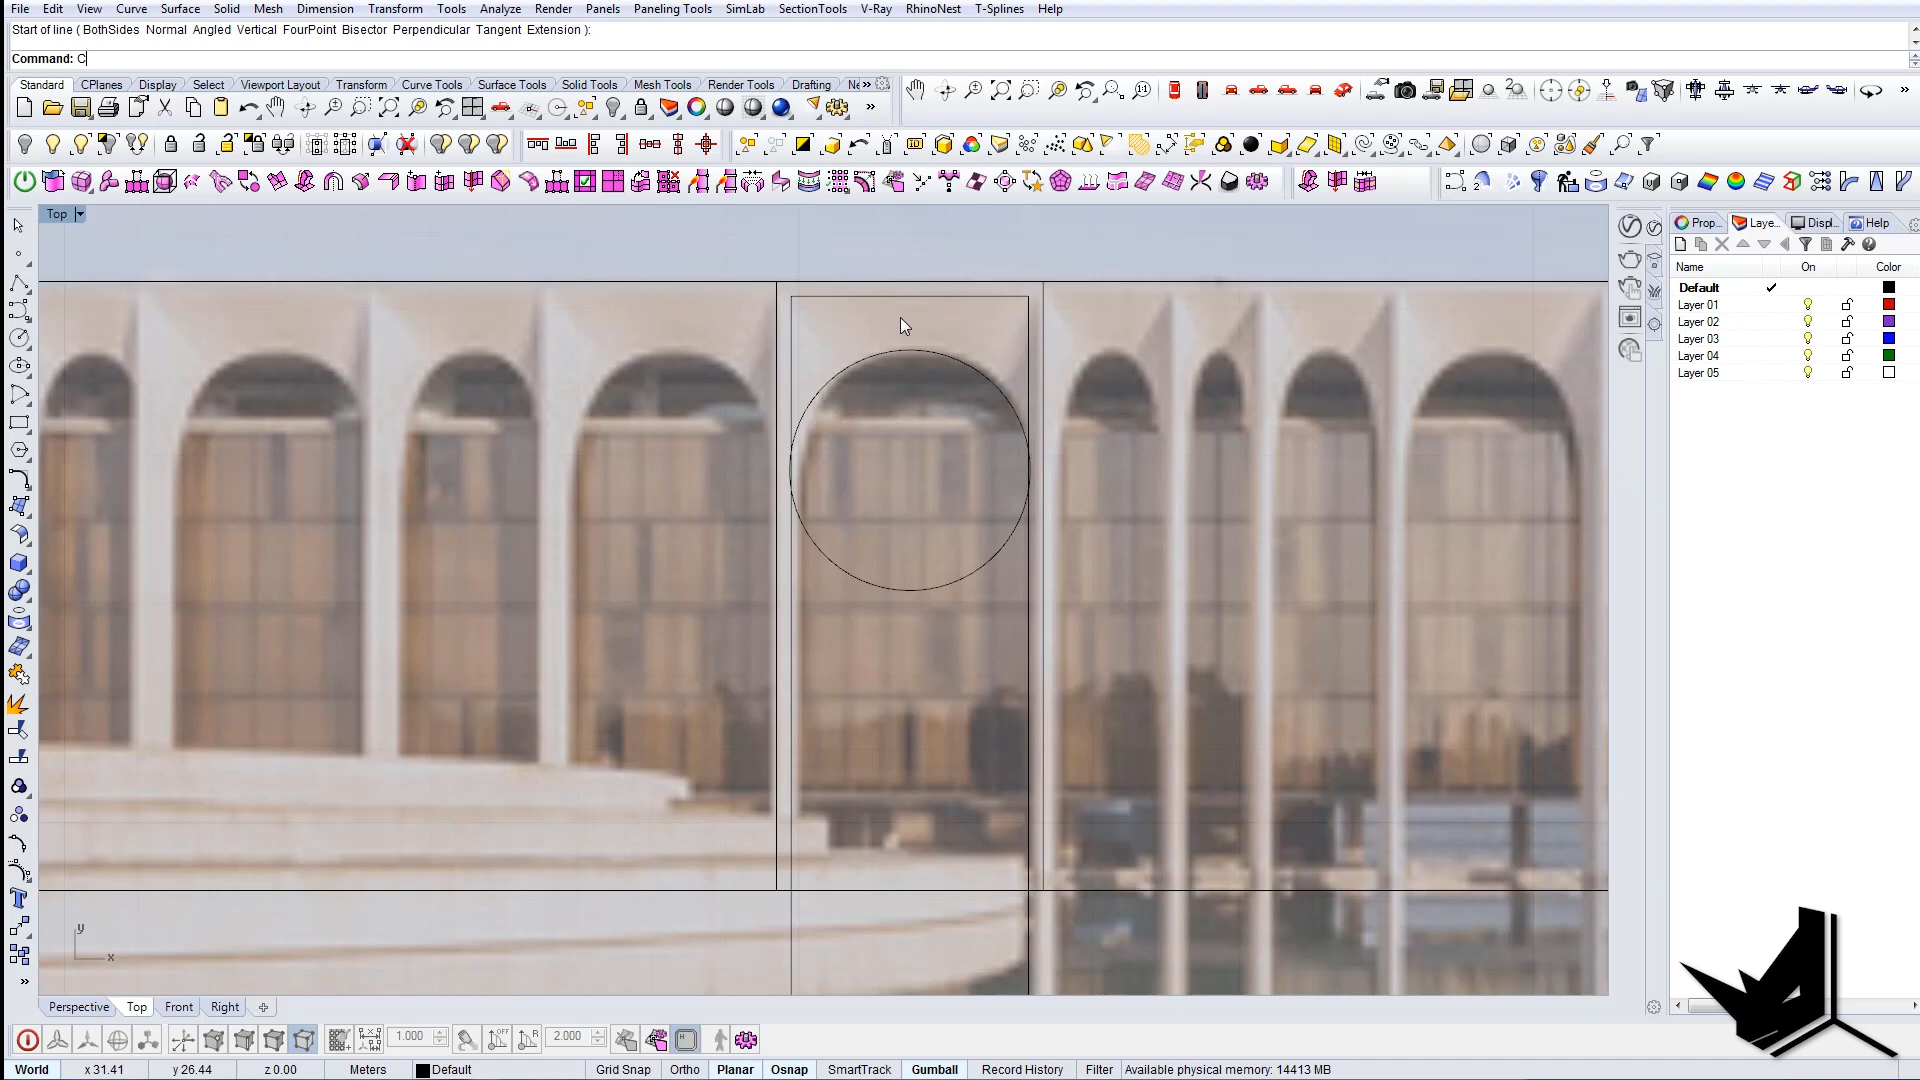 File Edit View Curve Surface Solid Mesh Dimension Transform Tools Analyze Render Panels Paneling Tools SimLab SectionTools V-Ray RhinoNest T-Splines Help
Start of line ( BothSides Normal Angled Vertical FourPoint Bisector Perpendicular Tangent Extension ):
Command: C
Standard CPlanes Display Select Viewport Layout Transform Curve Tools Surface Tools Solid Tools Mesh Tools Render Tools Drafting Ne »
Top
Prop... Laye... Displ... Help
Name On Color
Default
Layer 01
Layer 02
Layer 03
Layer 04
Layer 05
y
x
Perspective Top Front Right
1.000 2.000
World x 31.41 y 26.44 z 0.00 Meters Default Grid Snap Ortho Planar Osnap SmartTrack Gumball Record History Filter Available physical memory: 14413 MB